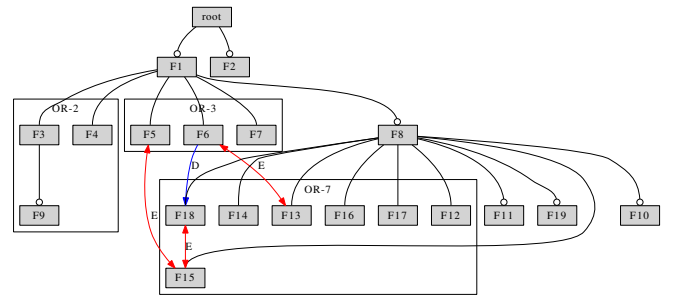 root
F1 F2
OR-2 OR-3
F3 F4 F5 F6 F7 F8
D E
OR-7
F9 F18 F14 F13 F16 F17 F12 F11 F19 F10
E E
F15